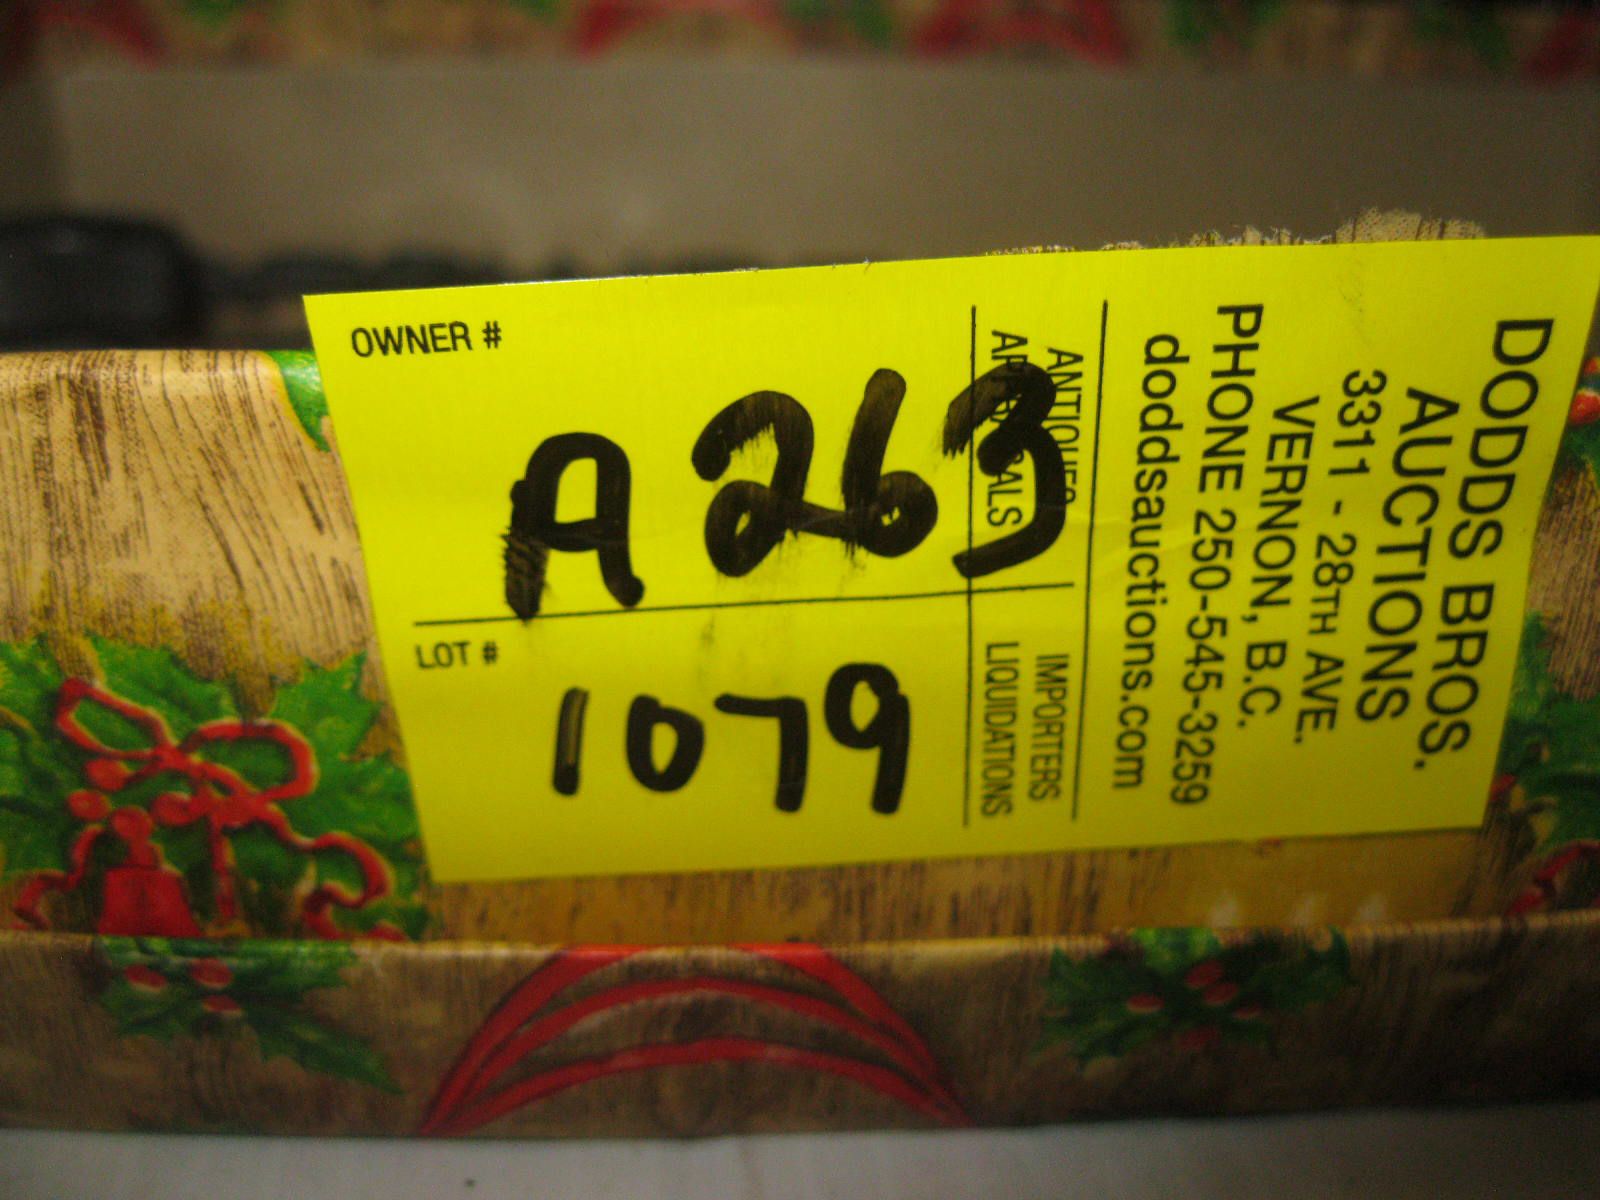 DODDS BROS.
AUCTIONS
3311 - 28TH AVE.
VERNON, B.C.
PHONE 250-545-3259
doddsauctions.com
ANTIQUES IMPORTERS
APPRAISALS LIQUIDATIONS
OWNER #
A263
LOT #
1079